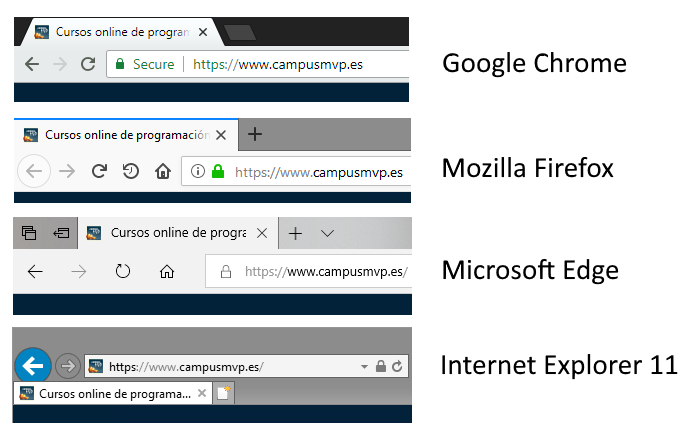 Cursos online de program
Secure https://www.campusmvp.es
Google Chrome
Cursos online de programación
https://www.campusmvp.es
Mozilla Firefox
Cursos online de progra
https://www.campusmvp.es/
Microsoft Edge
https://www.campusmvp.es/
Cursos online de programa...
Internet Explorer 11